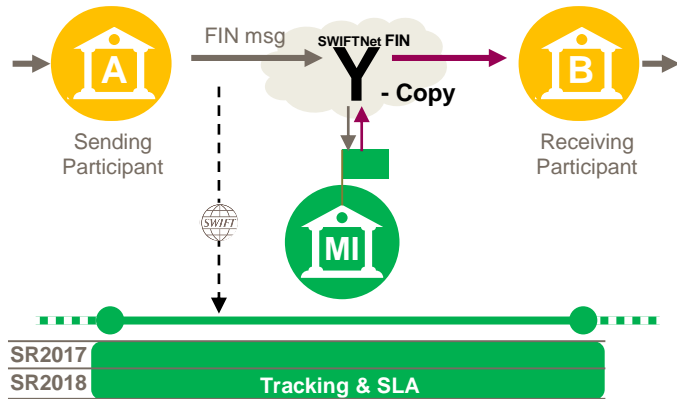 FIN msg
SWIFTNet FIN
A
Y
- Copy
B
Sending
Participant
Receiving
Participant
SWIFT
MI
SR2017
SR2018
Tracking & SLA